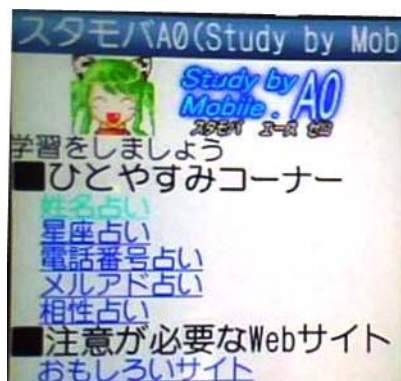 スタモバA0(Study by Mob
Study by
Mobile. A0
スタモバ エース ゼロ
学習をしましょう
■ひとやすみコーナー
姓名占い
星座占い
電話番号占い
メルアド占い
相性占い
■注意が必要なWebサイト
おもしろいサイト